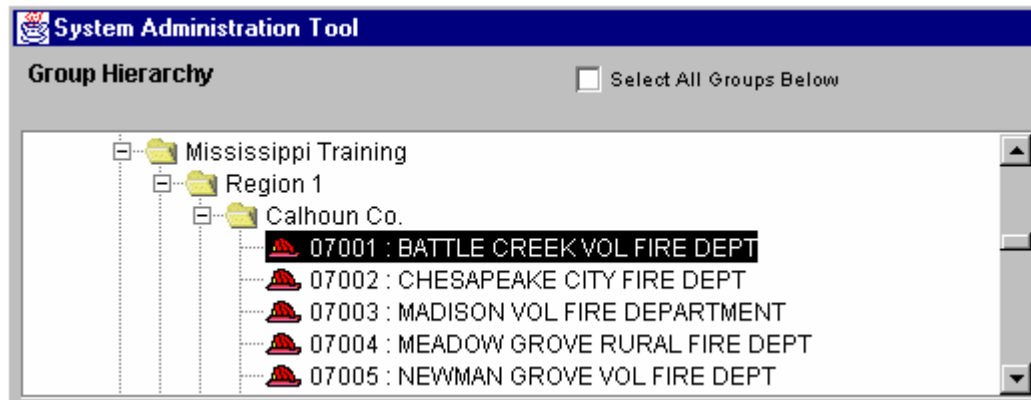 System Administration Tool
Group Hierarchy
Select All Groups Below
Mississippi Training
Region 1
Calhoun Co.
07001 : BATTLE CREEK VOL FIRE DEPT
07002 : CHESAPEAKE CITY FIRE DEPT
07003 : MADISON VOL FIRE DEPARTMENT
07004 : MEADOW GROVE RURAL FIRE DEPT
07005 : NEWMAN GROVE VOL FIRE DEPT